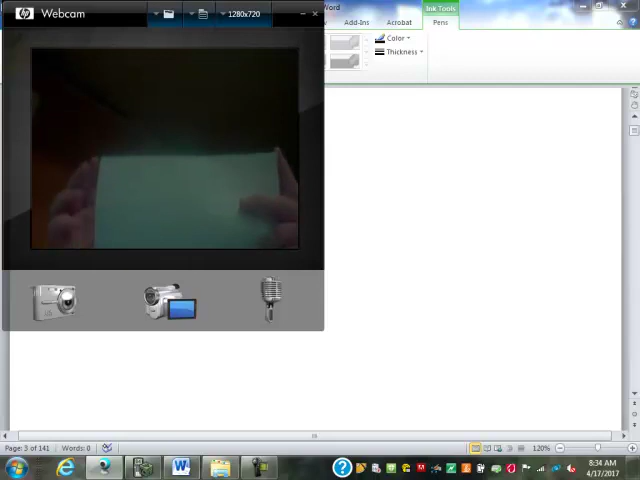 hp Webcam 1280x720 Word Ink Tools
Add-Ins Acrobat Pens
Color
Thickness
Page: 3 of 141 Words: 0 120%
8:34 AM
4/17/2017